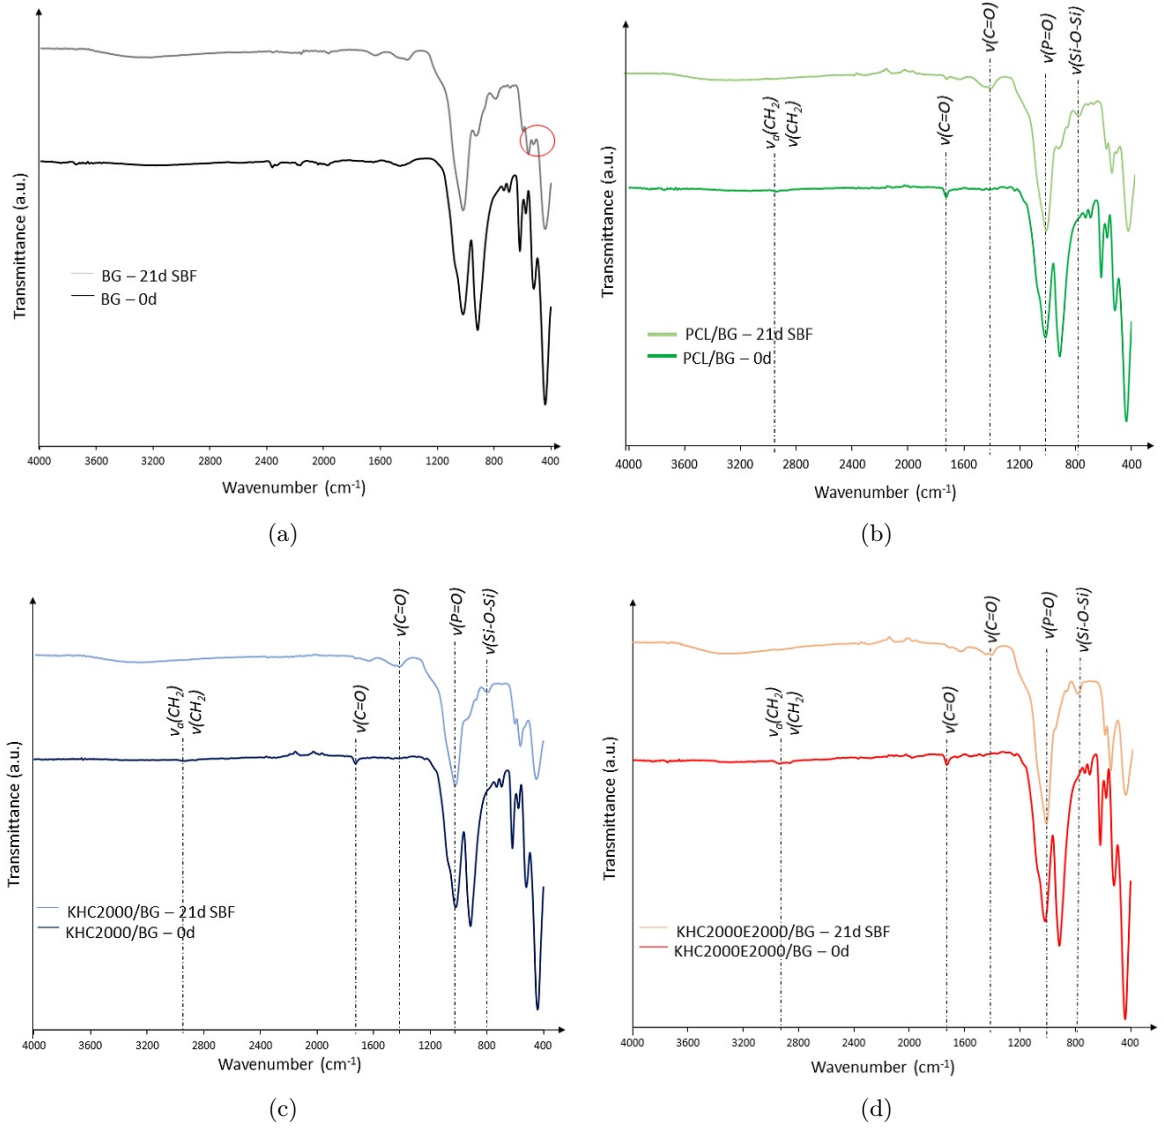 Transmittance (a.u.)
BG – 21d SBF
BG – 0d
4000 3600 3200 2800 2400 2000 1600 1200 800 400
Wavenumber (cm⁻¹)
(a)
ν(C=O)
ν(P=O)
ν(Si-O-Si)
νₐ(CH₂)
ν(CH₂)
ν(C=O)
Transmittance (a.u.)
PCL/BG – 21d SBF
PCL/BG – 0d
4000 3600 3200 2800 2400 2000 1600 1200 800 400
Wavenumber (cm⁻¹)
(b)
ν(C=O)
ν(P=O)
ν(Si-O-Si)
νₐ(CH₂)
ν(CH₂)
ν(C=O)
Transmittance (a.u.)
KHC2000/BG – 21d SBF
KHC2000/BG – 0d
4000 3600 3200 2800 2400 2000 1600 1200 800 400
Wavenumber (cm⁻¹)
(c)
ν(C=O)
ν(P=O)
ν(Si-O-Si)
νₐ(CH₂)
ν(CH₂)
ν(C=O)
Transmittance (a.u.)
KHC2000E2000/BG – 21d SBF
KHC2000E2000/BG – 0d
4000 3600 3200 2800 2400 2000 1600 1200 800 400
Wavenumber (cm⁻¹)
(d)